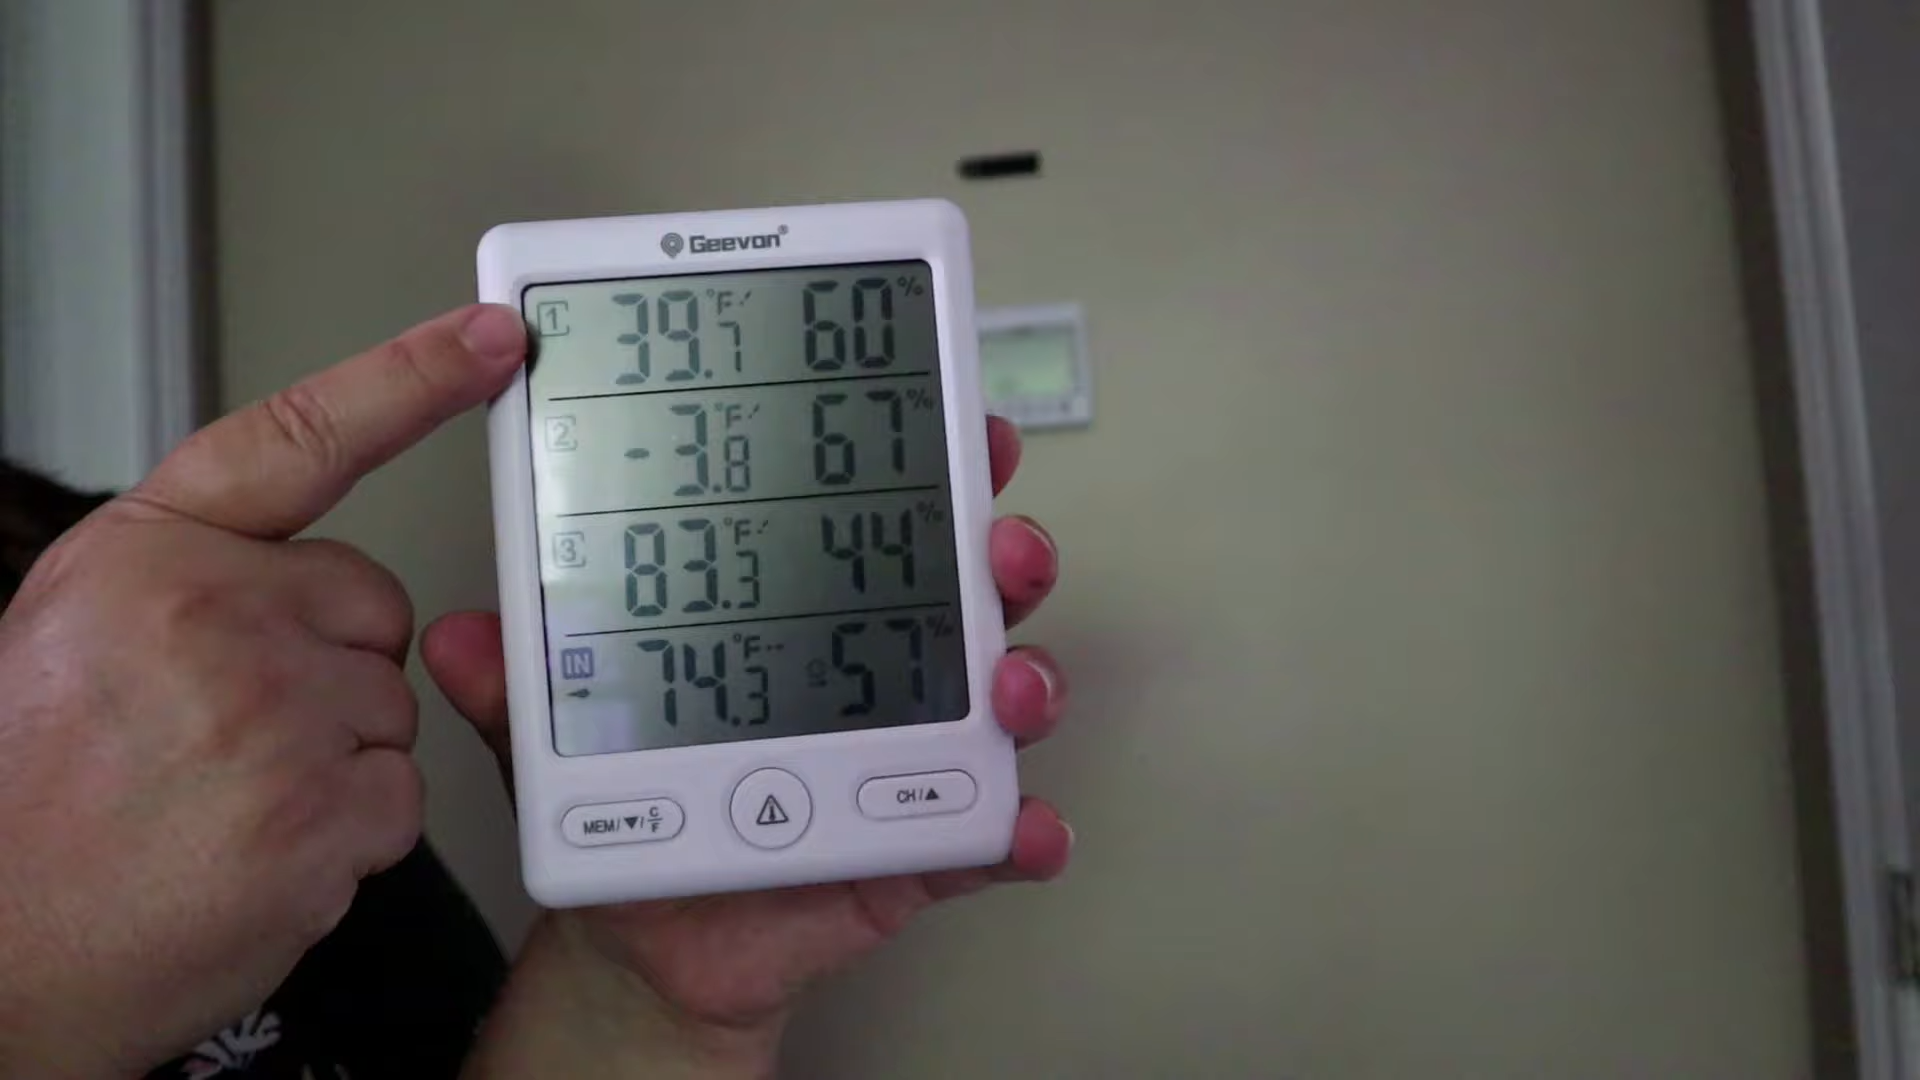 Geevon®
1 39.7 °F 60 %
2 -3.8 °F 67 %
3 83.3 °F 44 %
IN 74.3 °F 57 %
MEM/▼/C/F
CH/▲